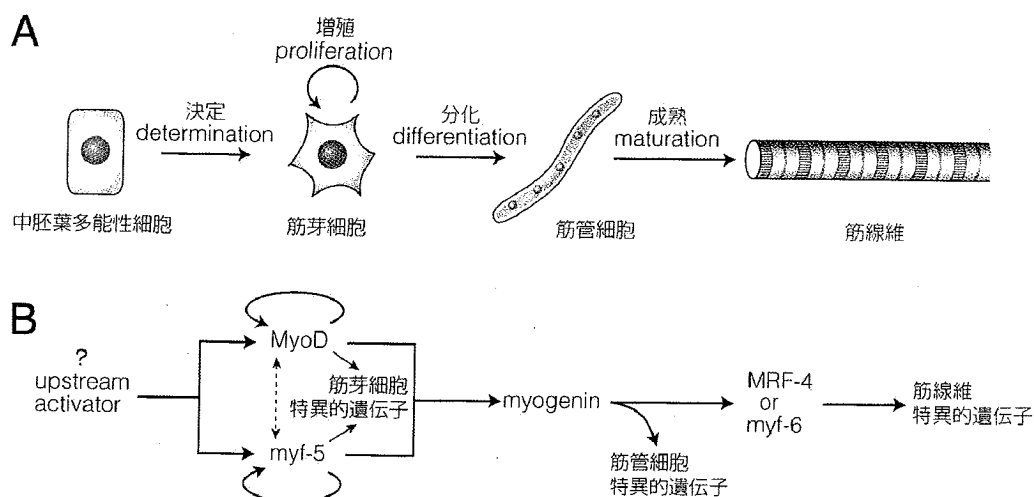 A
増殖
proliferation
決定
determination
分化
differentiation
成熟
maturation
中胚葉多能性細胞
筋芽細胞
筋管細胞
筋線維
B
?
upstream
activator
MyoD
筋芽細胞
特異的遺伝子
myf-5
myogenin
筋管細胞
特異的遺伝子
MRF-4
or
myf-6
筋線維
特異的遺伝子